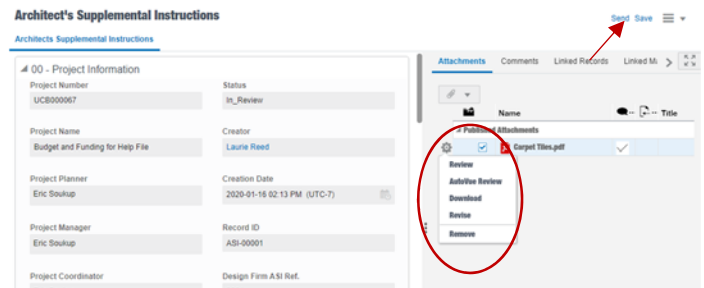 Architect's Supplemental Instructions
Send Save
Architects Supplemental Instructions
00 - Project Information
Project Number
Status
UCB000067
In_Review
Project Name
Creator
Budget and Funding for Help File
Laurie Reed
Project Planner
Creation Date
Eric Soukup
2020-01-16 02:13 PM (UTC-7)
Project Manager
Record ID
Eric Soukup
ASI-00001
Project Coordinator
Design Firm ASI Ref.
Attachments Comments Linked Records Linked Ma
Name
Title
Published Attachments
Carpet Tiles.pdf
Review
AutoVue Review
Download
Revise
Remove